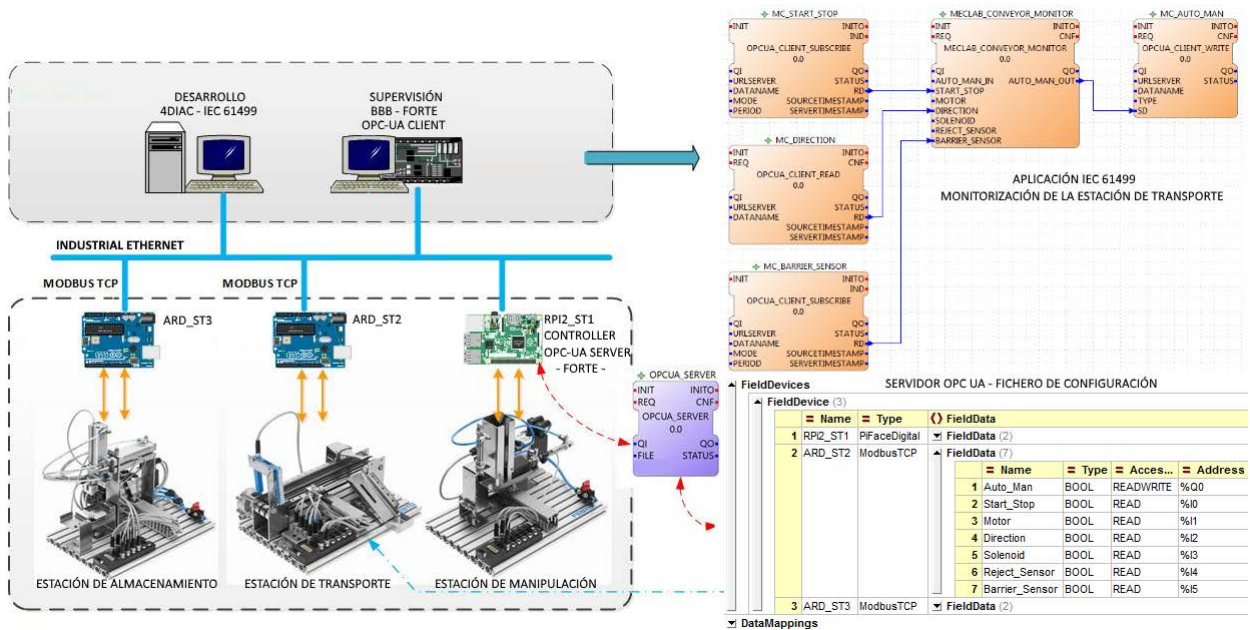 DESARROLLO
4DIAC - IEC 61499
SUPERVISIÓN
BBB - FORTE
OPC-UA CLIENT
INDUSTRIAL ETHERNET
MODBUS TCP
MODBUS TCP
ARD_ST3
ARD_ST2
RPI2_ST1
CONTROLLER
OPC-UA SERVER
- FORTE -
ESTACIÓN DE ALMACENAMIENTO
ESTACIÓN DE TRANSPORTE
ESTACIÓN DE MANIPULACIÓN
MC_START_STOP
INIT INITO
IND
OPCUA_CLIENT_SUBSCRIBE
0.0
QI QO
URLSERVER STATUS
DATANAME RD
MODE SOURCETIMESTAMP
PERIOD SERVERTIMESTAMP
MECLAB_CONVEYOR_MONITOR
INIT INITO
REQ CNF
MECLAB_CONVEYOR_MONITOR
0.0
QI QO
AUTO_MAN_IN AUTO_MAN_OUT
START_STOP
MOTOR
DIRECTION
SOLENOID
REJECT_SENSOR
BARRIER_SENSOR
MC_AUTO_MAN
INIT INITO
REQ CNF
OPCUA_CLIENT_WRITE
0.0
QI QO
URLSERVER STATUS
DATANAME
TYPE
SD
MC_DIRECTION
INIT INITO
REQ CNF
OPCUA_CLIENT_READ
0.0
QI QO
URLSERVER STATUS
DATANAME RD
SOURCETIMESTAMP
SERVERTIMESTAMP
APLICACIÓN IEC 61499
MONITORIZACIÓN DE LA ESTACIÓN DE TRANSPORTE
MC_BARRIER_SENSOR
INIT INITO
IND
OPCUA_CLIENT_SUBSCRIBE
0.0
QI QO
URLSERVER STATUS
DATANAME RD
MODE SOURCETIMESTAMP
PERIOD SERVERTIMESTAMP
OPCUA_SERVER
INIT INITO
REQ CNF
OPCUA_SERVER
0.0
QI QO
FILE STATUS
SERVIDOR OPC UA - FICHERO DE CONFIGURACIÓN
FieldDevices
FieldDevice (3)
= Name = Type () FieldData
1 RPi2_ST1 PiFaceDigital FieldData (2)
2 ARD_ST2 ModbusTCP FieldData (7)
= Name = Type = Acces... = Address
1 Auto_Man BOOL READWRITE %Q0
2 Start_Stop BOOL READ %I0
3 Motor BOOL READ %I1
4 Direction BOOL READ %I2
5 Solenoid BOOL READ %I3
6 Reject_Sensor BOOL READ %I4
7 Barrier_Sensor BOOL READ %I5
3 ARD_ST3 ModbusTCP FieldData (2)
DataMappings